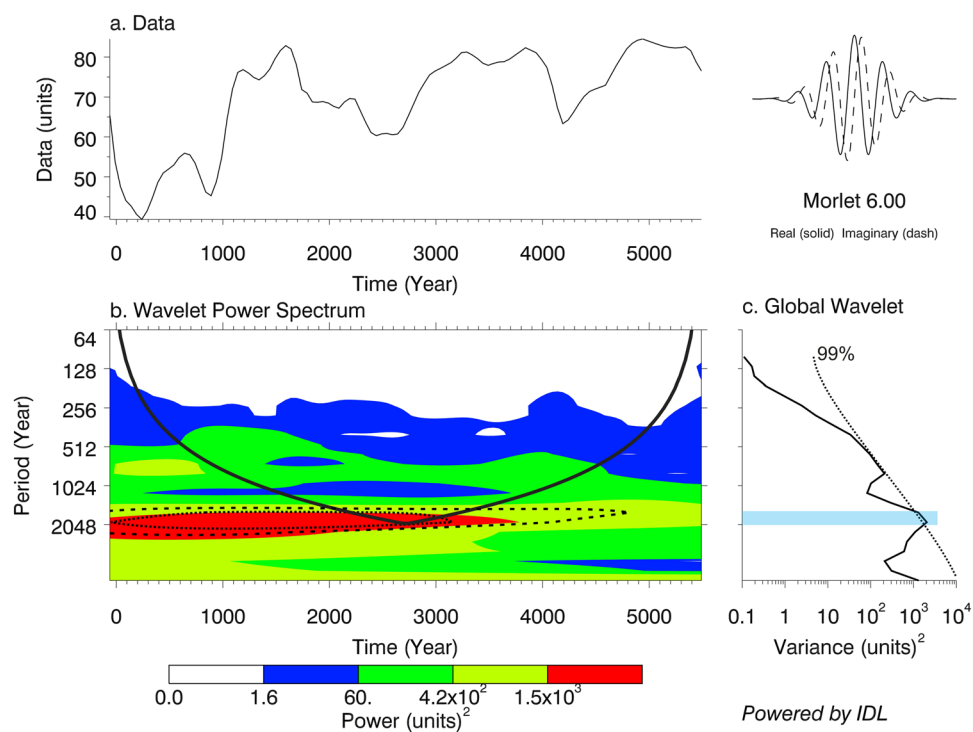 a. Data
80
70
60
50
40
Data (units)
0 1000 2000 3000 4000 5000
Time (Year)
Morlet 6.00
Real (solid) Imaginary (dash)
b. Wavelet Power Spectrum
64
128
256
512
1024
2048
Period (Year)
0 1000 2000 3000 4000 5000
Time (Year)
0.0 1.6 60. 4.2x10² 1.5x10³
Power (units)²
c. Global Wavelet
99%
0.1 1 10 10² 10³ 10⁴
Variance (units)²
Powered by IDL